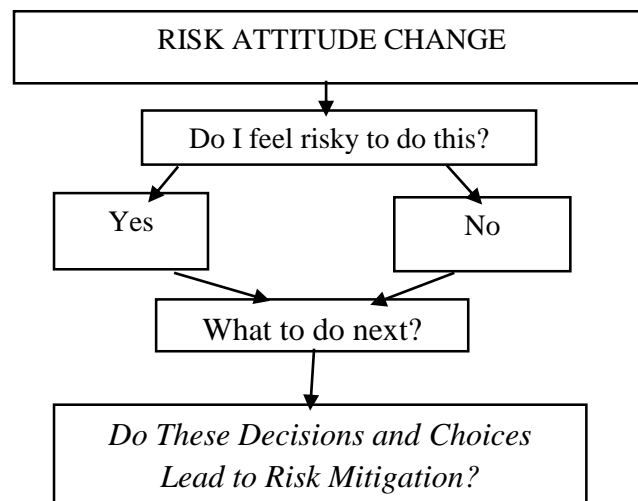 RISK ATTITUDE CHANGE
Do I feel risky to do this?
Yes
No
What to do next?
Do These Decisions and Choices
Lead to Risk Mitigation?